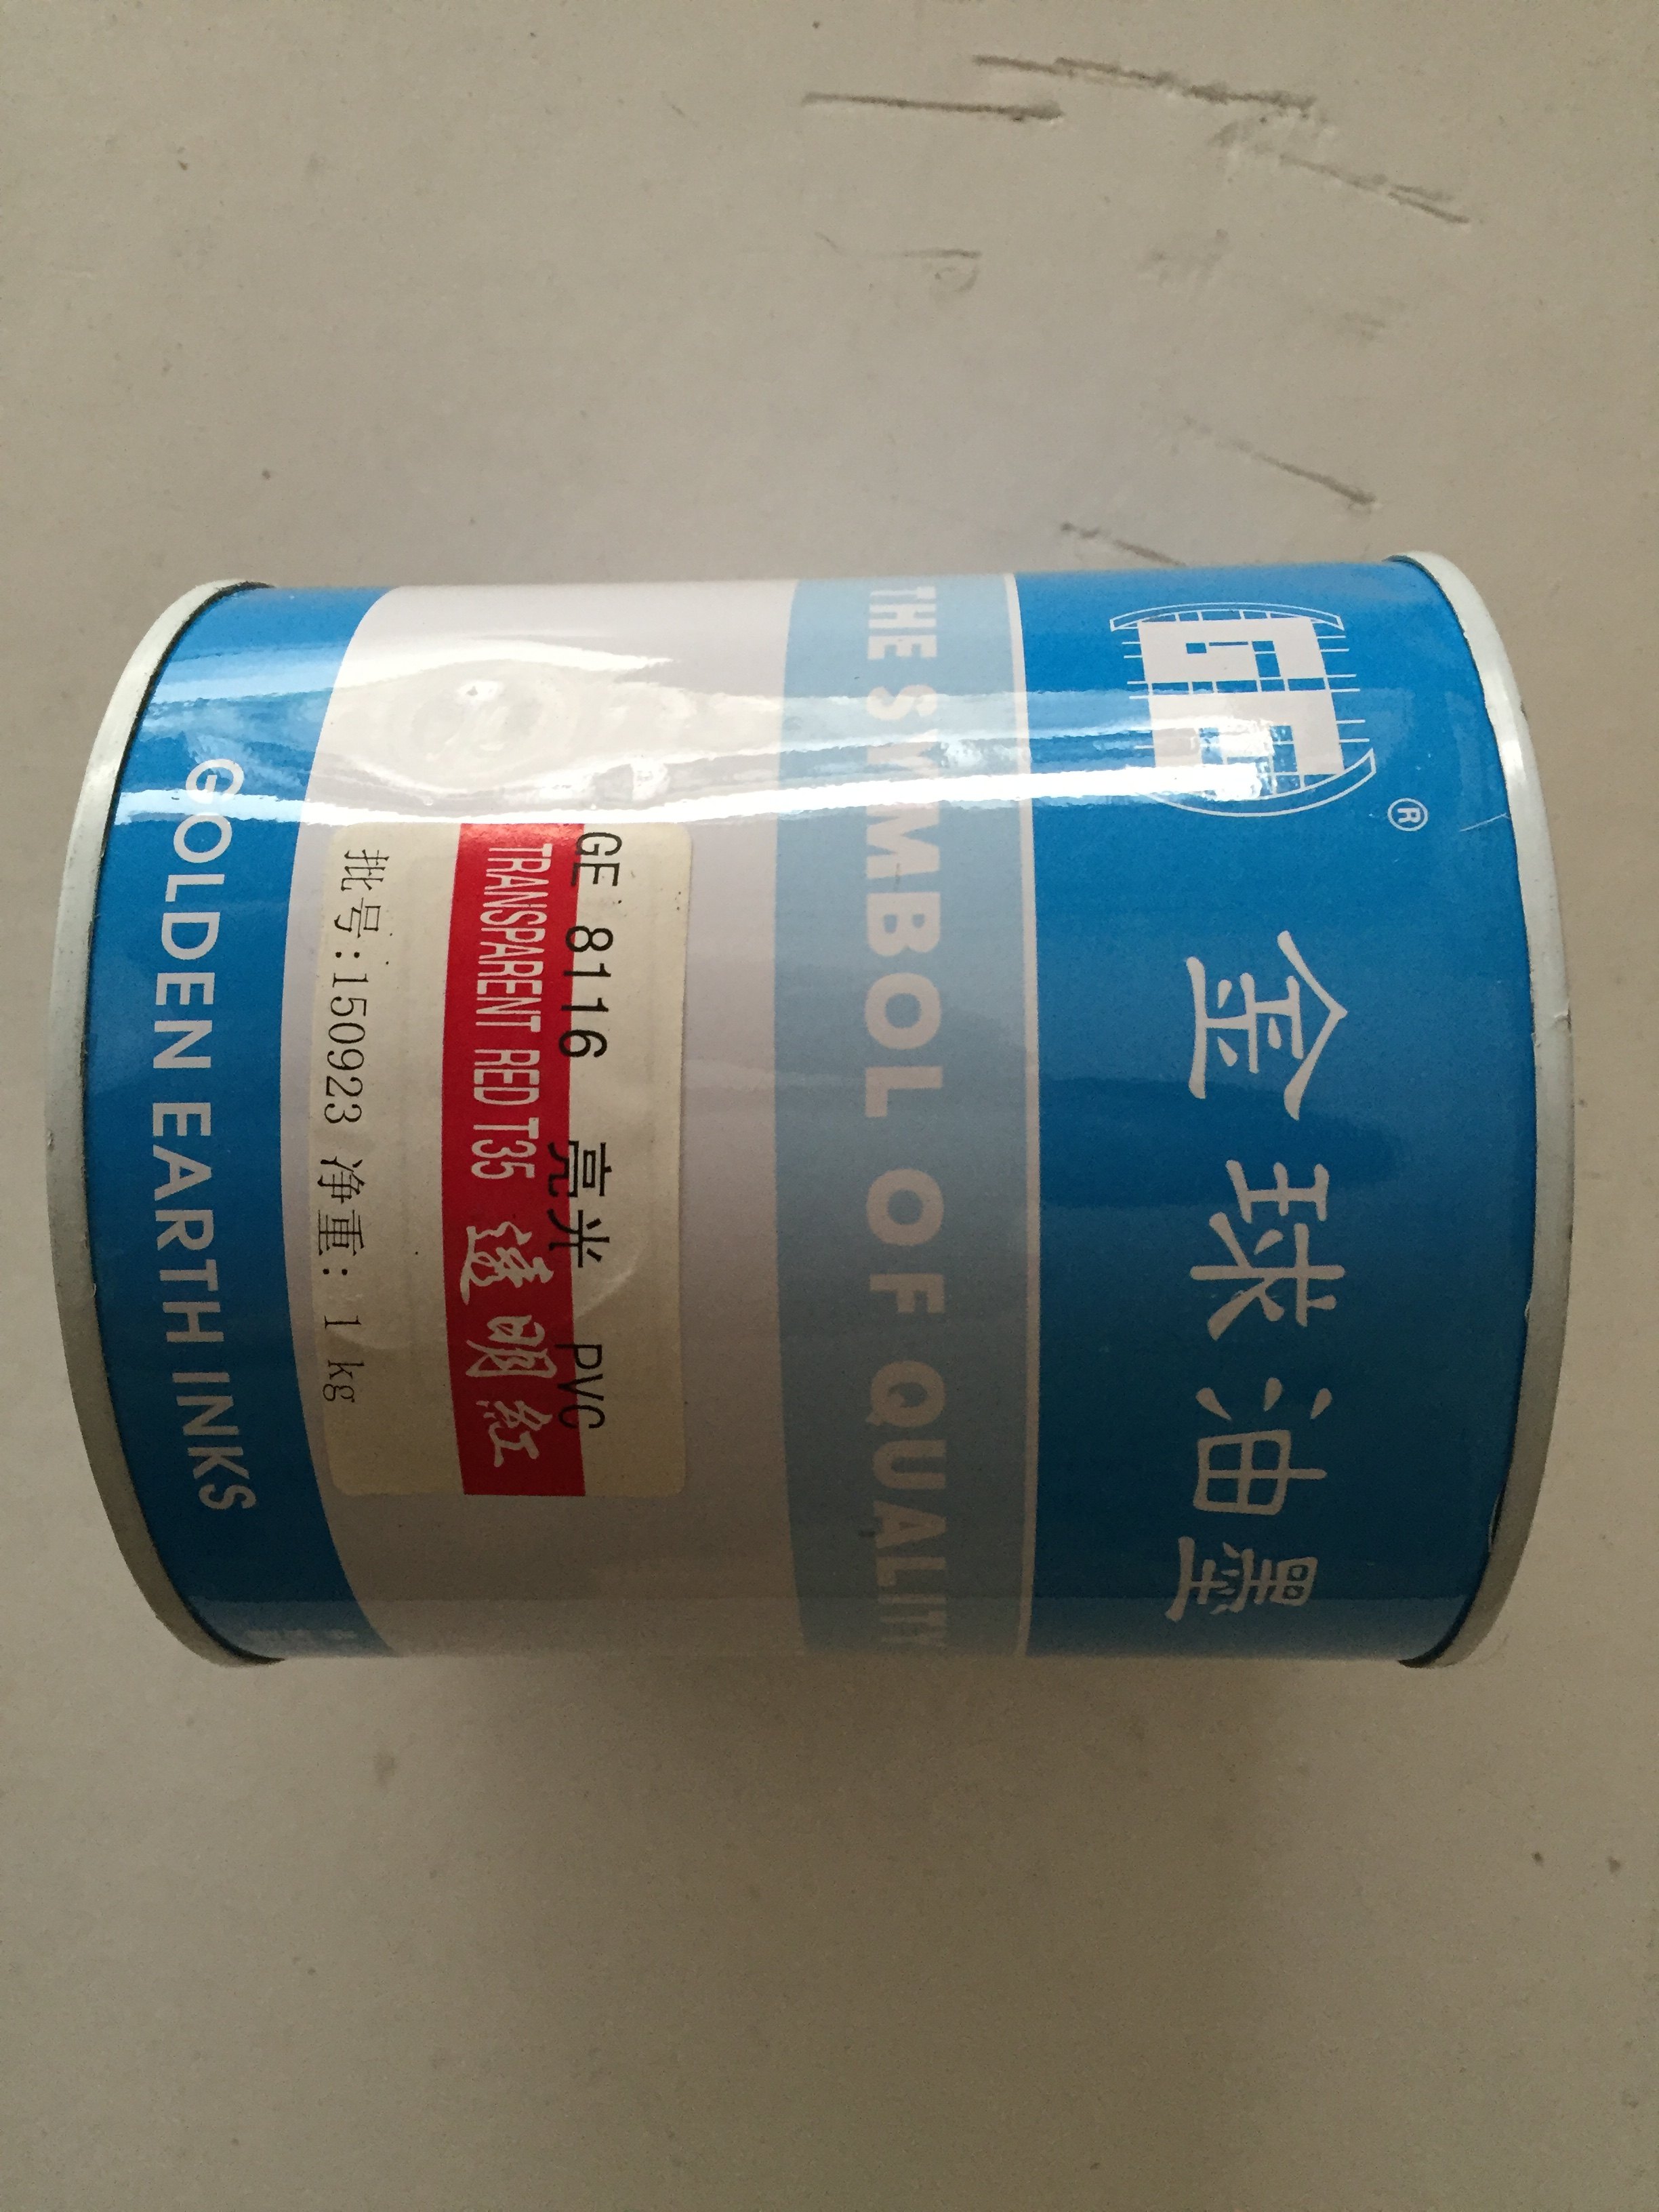 GE
®
金球油墨
THE SYMBOL OF QUALITY
GE 8116 亮光 PVC
TRANSPARENT RED T35 透明紅
批号:150923 净重: 1 kg
GOLDEN EARTH INKS